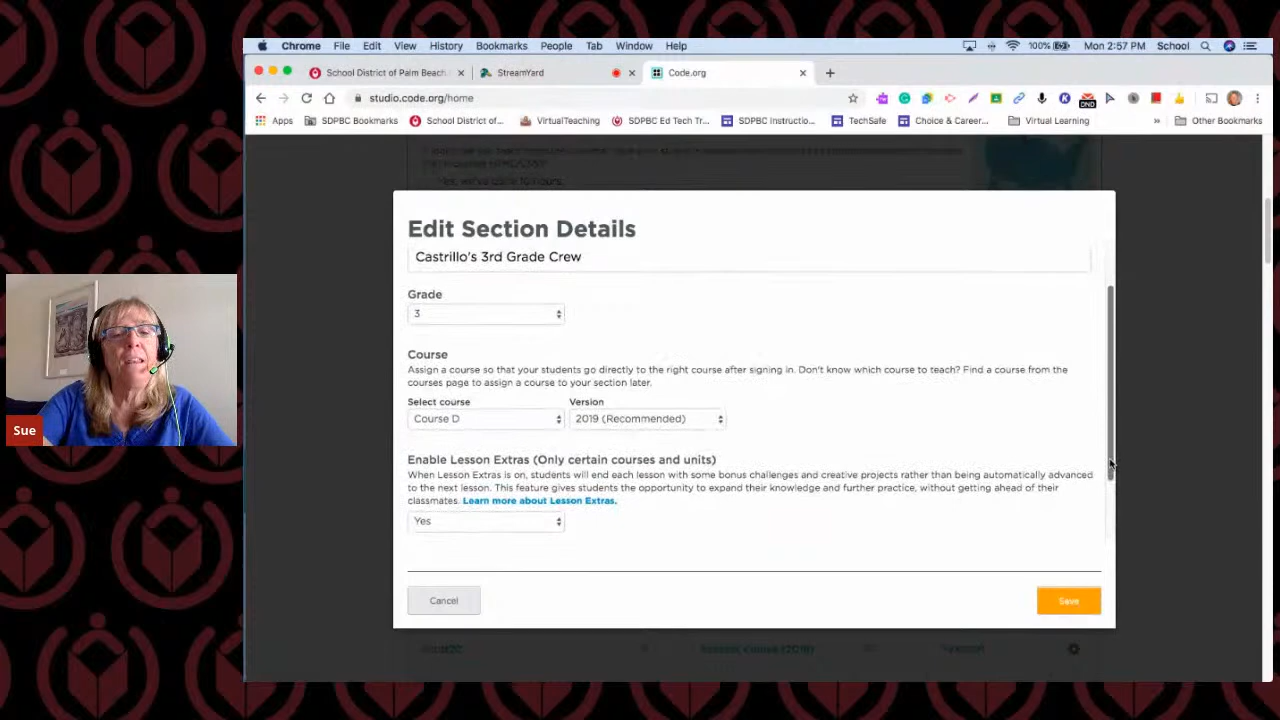 Chrome File Edit View History Bookmarks People Tab Window Help 100% Mon 2:57 PM School
School District of Palm Beach StreamYard Code.org
studio.code.org/home DND
Apps SDPBC Bookmarks School District of... VirtualTeaching SDPBC Ed Tech Tr... SDPBC Instructio... TechSafe Choice & Career... Virtual Learning » Other Bookmarks
Edit Section Details
Castrillo's 3rd Grade Crew
Grade
3
Course
Assign a course so that your students go directly to the right course after signing in. Don't know which course to teach? Find a course from the
courses page to assign a course to your section later.
Select course Version
Course D 2019 (Recommended)
Enable Lesson Extras (Only certain courses and units)
When Lesson Extras is on, students will end each lesson with some bonus challenges and creative projects rather than being automatically advanced
to the next lesson. This feature gives students the opportunity to expand their knowledge and further practice, without getting ahead of their
classmates. Learn more about Lesson Extras.
Yes
Cancel Save
Sue